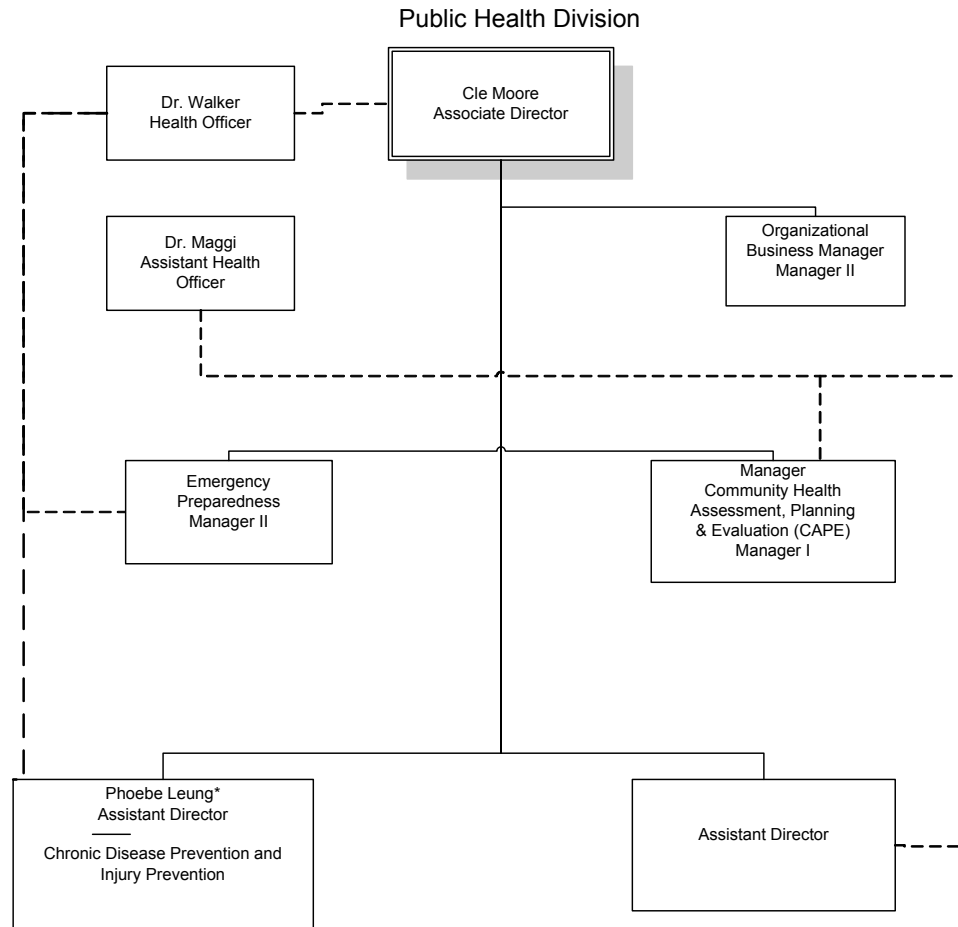 Public Health Division
Cle Moore
Associate Director
Dr. Walker
Health Officer
Dr. Maggi
Assistant Health
Officer
Organizational
Business Manager
Manager II
Emergency
Preparedness
Manager II
Manager
Community Health
Assessment, Planning
& Evaluation (CAPE)
Manager I
Phoebe Leung*
Assistant Director
Chronic Disease Prevention and
Injury Prevention
Assistant Director